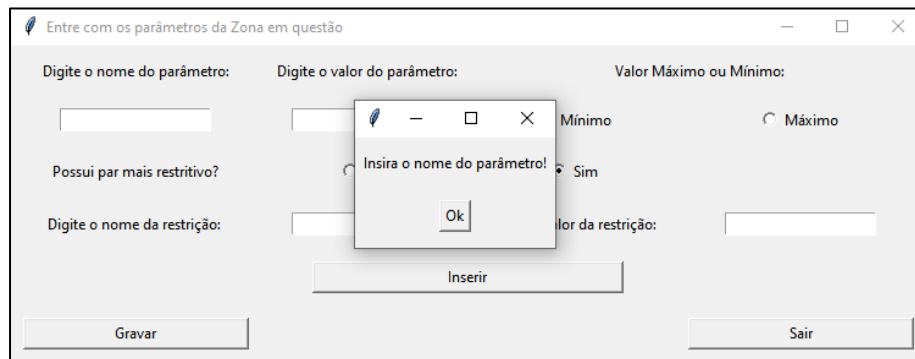 Entre com os parâmetros da Zona em questão
Digite o nome do parâmetro: Digite o valor do parâmetro: Valor Máximo ou Mínimo:
Mínimo Máximo
Insira o nome do parâmetro!
Possui par mais restritivo? Sim
Ok
Digite o nome da restrição: da restrição:
Inserir
Gravar Sair